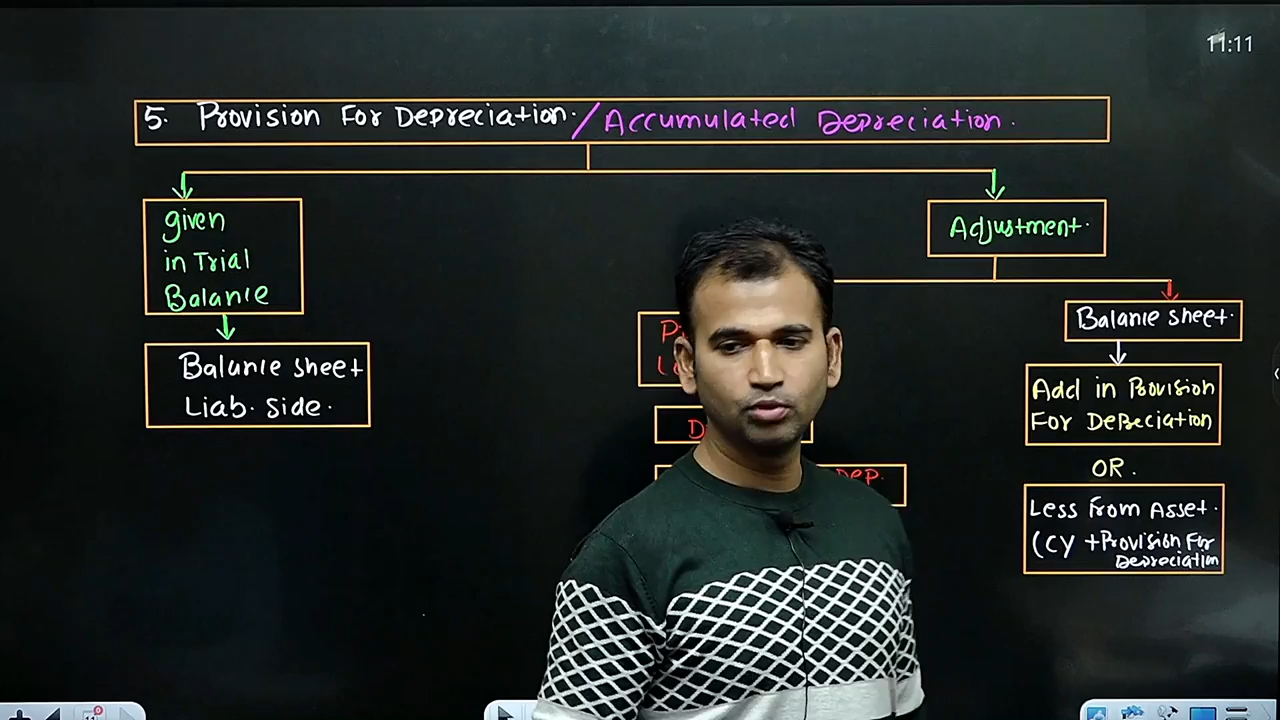 11:11
5. Provision For Depreciation. / Accumulated Depreciation.
given
in Trial
Balance
Balance sheet
Liab. side.
Adjustment.
Balance sheet.
Add in Provision
For Depreciation
OR.
Less From Asset.
(CY + Provision For
Depreciation
Dep.